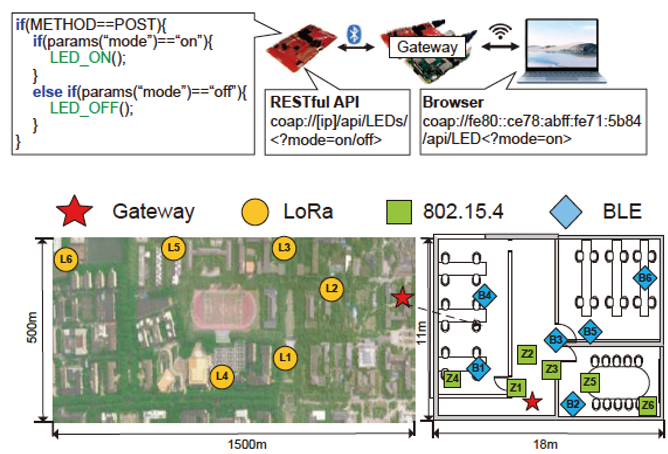 if(METHOD==POST){
if(params(“mode”)==“on”){
LED_ON();
}
else if(params(“mode”)==“off”){
LED_OFF();
}
}
Gateway
RESTful API
coap://[ip]/api/LEDs/
<?mode=on/off>
Browser
coap://fe80::ce78:abff:fe71:5b84
/api/LED<?mode=on>
Gateway
LoRa
802.15.4
BLE
500m
L6
L5
L3
L2
L1
L4
1500m
11m
B4
B6
B5
B3
Z2
B1
Z3
Z4
Z1
Z5
B2
Z6
18m